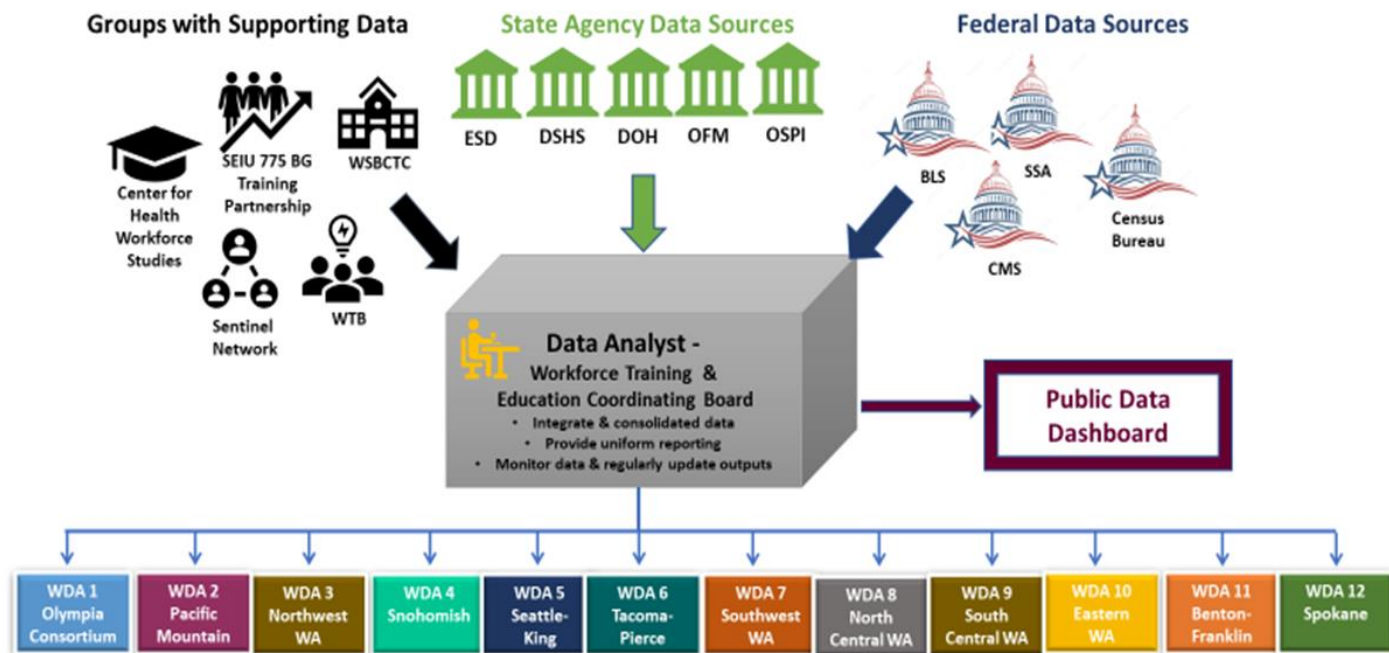 Groups with Supporting Data
State Agency Data Sources
Federal Data Sources
Center for
Health
Workforce
Studies
SEIU 775 BG
Training
Partnership
WSBCTC
Sentinel
Network
WTB
ESD
DSHS
DOH
OFM
OSPI
BLS
SSA
CMS
Census
Bureau
Data Analyst -
Workforce Training &
Education Coordinating Board
• Integrate & consolidated data
• Provide uniform reporting
• Monitor data & regularly update outputs
Public Data
Dashboard
WDA 1
Olympia
Consortium
WDA 2
Pacific
Mountain
WDA 3
Northwest
WA
WDA 4
Snohomish
WDA 5
Seattle-
King
WDA 6
Tacoma-
Pierce
WDA 7
Southwest
WA
WDA 8
North
Central WA
WDA 9
South
Central WA
WDA 10
Eastern
WA
WDA 11
Benton-
Franklin
WDA 12
Spokane